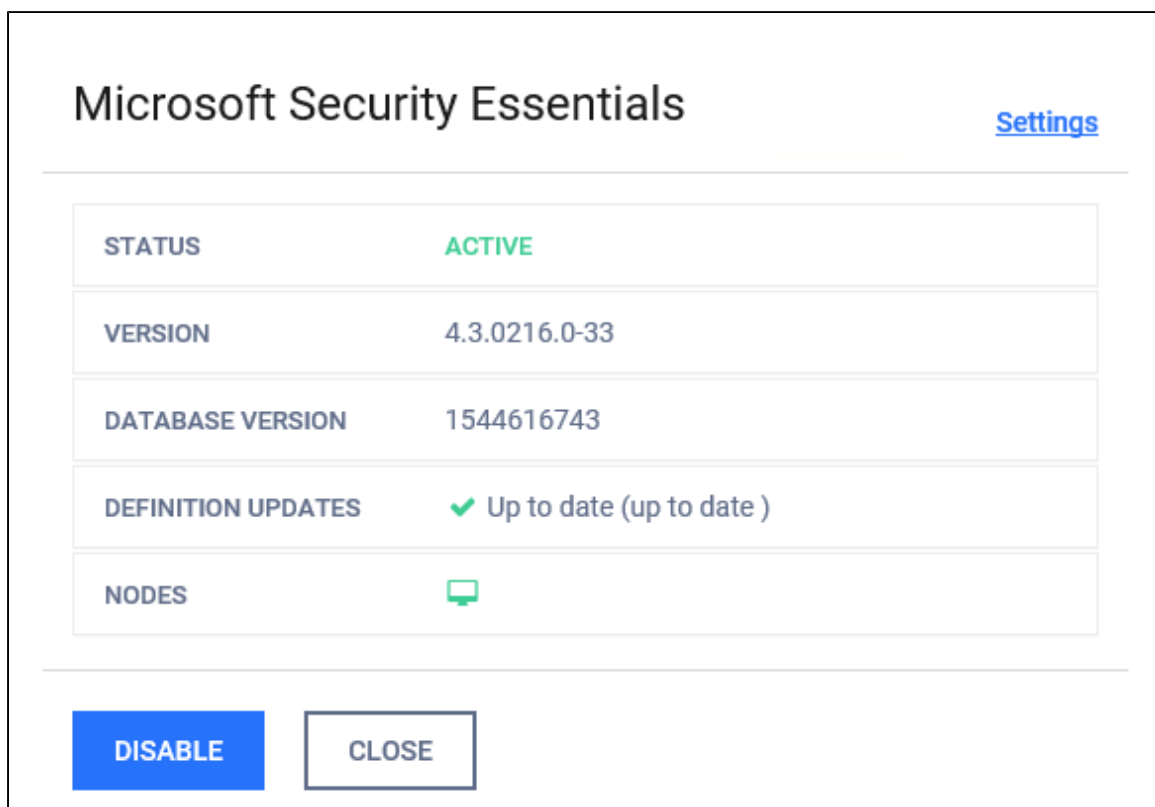 Microsoft Security Essentials
Settings
STATUS ACTIVE
VERSION 4.3.0216.0-33
DATABASE VERSION 1544616743
DEFINITION UPDATES Up to date (up to date )
NODES
DISABLE CLOSE